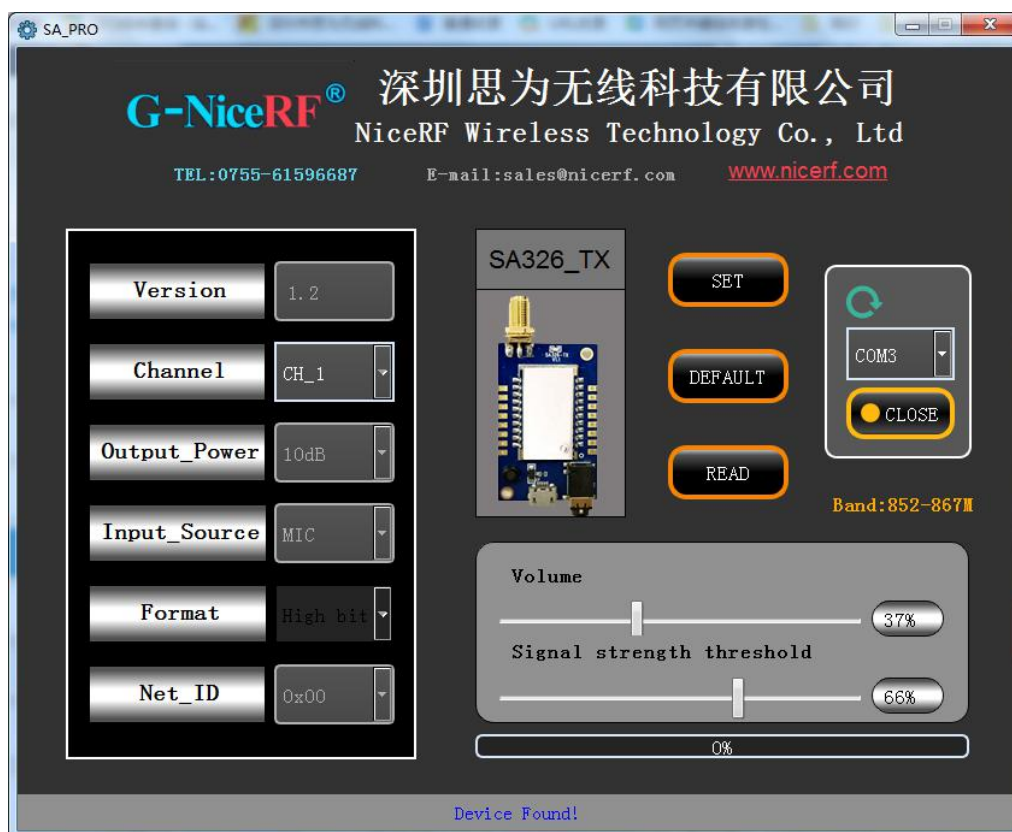 SA_PRO
G-NiceRF®
深圳思为无线科技有限公司
NiceRF Wireless Technology Co., Ltd
TEL:0755-61596687
E-mail:sales@nicerf.com
www.nicerf.com
Version
1.2
Channel
CH_1
Output_Power
10dB
Input_Source
MIC
Format
High bit
Net_ID
0x00
SA326_TX
SET
DEFAULT
READ
COM3
CLOSE
Band:852-867M
Volume
37%
Signal strength threshold
66%
0%
Device Found!